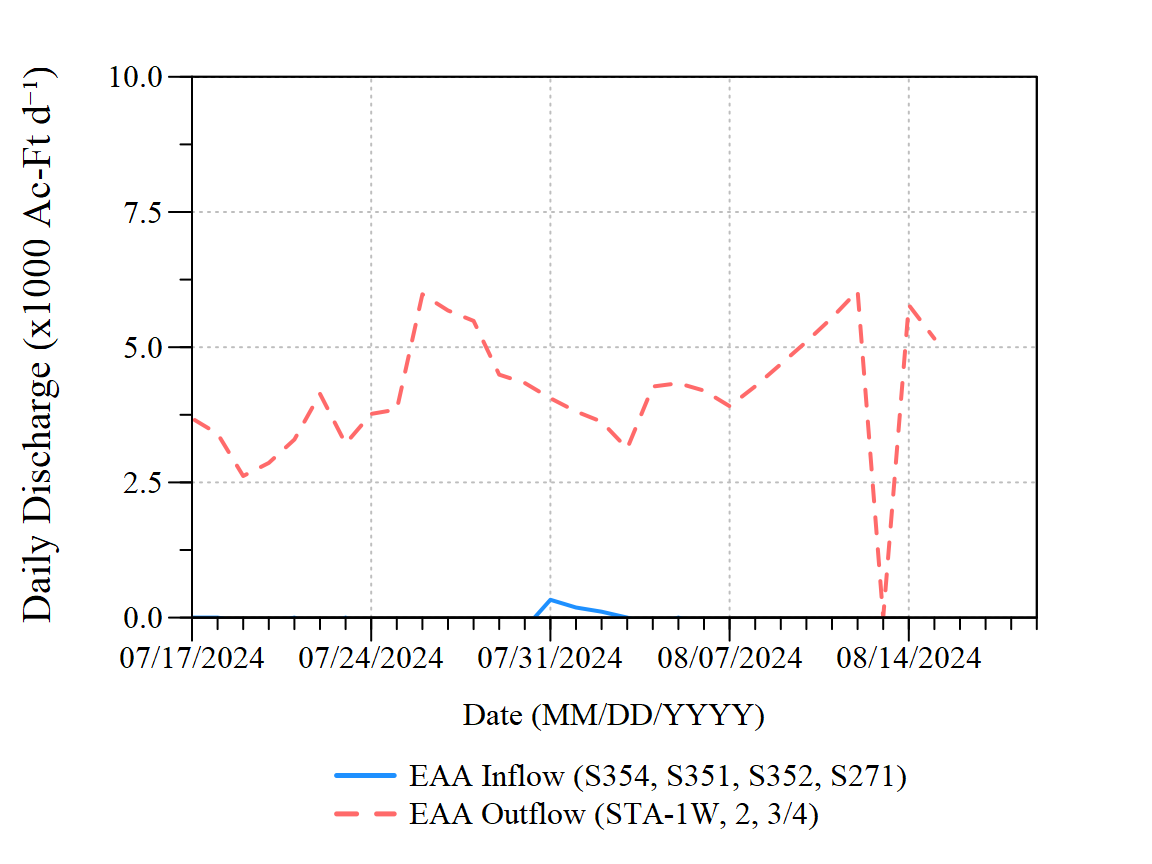 Daily Discharge (x1000 Ac-Ft d⁻¹)
10.0
7.5
5.0
2.5
0.0
07/17/2024 07/24/2024 07/31/2024 08/07/2024 08/14/2024
Date (MM/DD/YYYY)
EAA Inflow (S354, S351, S352, S271)
EAA Outflow (STA-1W, 2, 3/4)